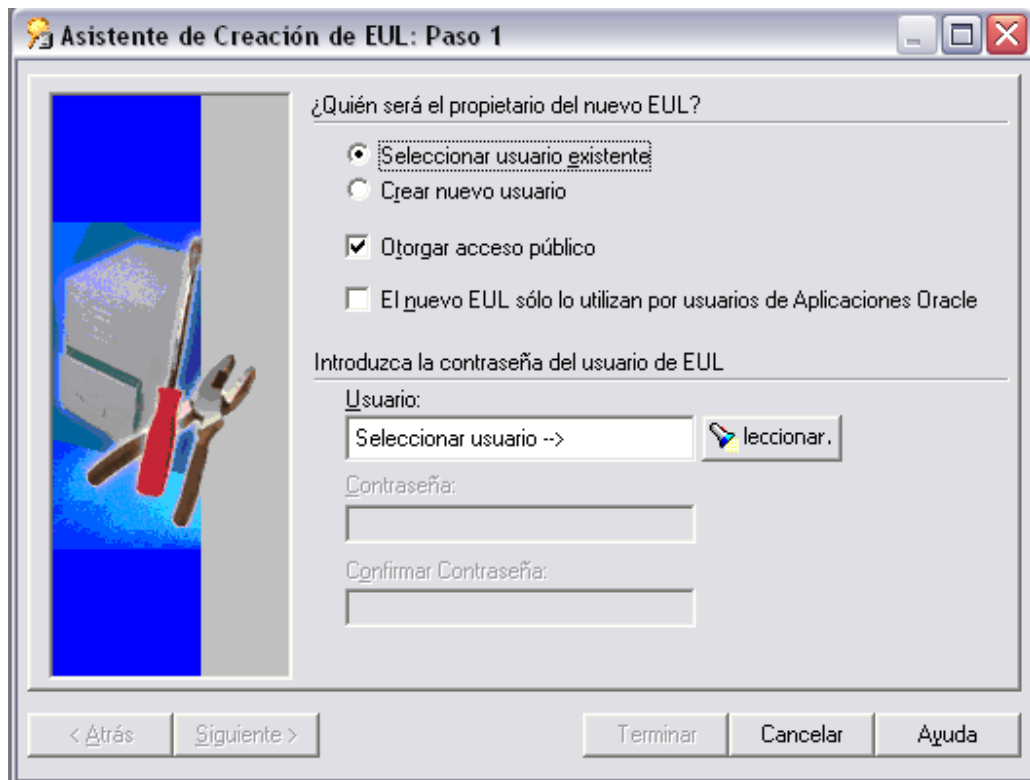 Asistente de Creación de EUL: Paso 1
¿Quién será el propietario del nuevo EUL?
Seleccionar usuario existente
Crear nuevo usuario
Otorgar acceso público
El nuevo EUL sólo lo utilizan por usuarios de Aplicaciones Oracle
Introduzca la contraseña del usuario de EUL
Usuario:
Seleccionar usuario --> leccionar.
Contraseña:
Confirmar Contraseña:
< Atrás Siguiente > Terminar Cancelar Ayuda